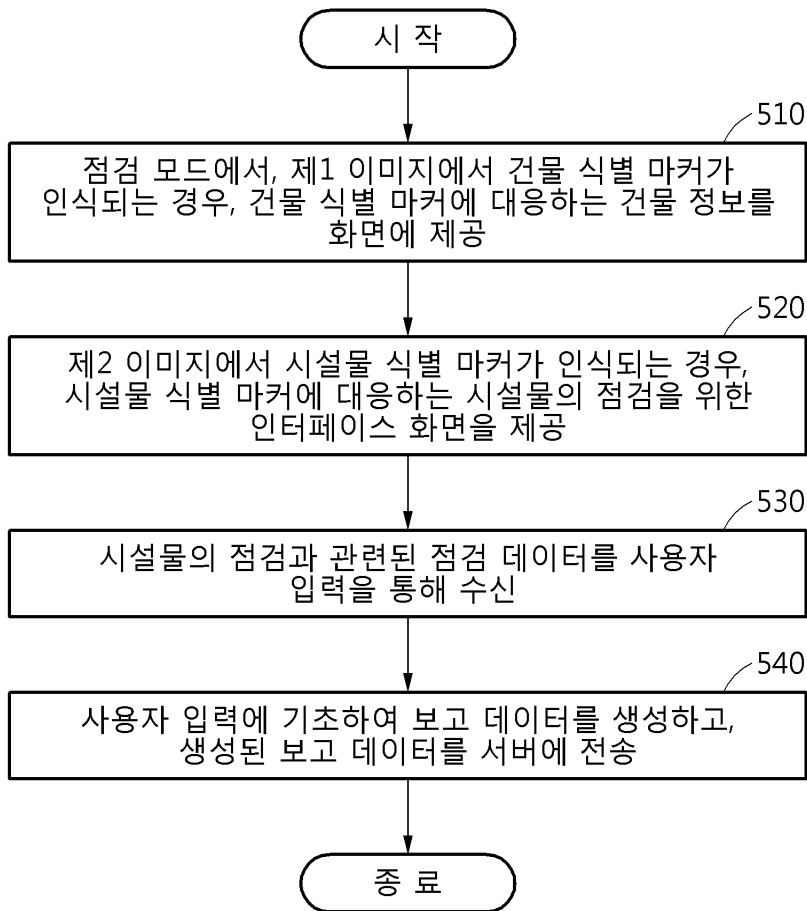 시 작
510
점검 모드에서, 제1 이미지에서 건물 식별 마커가
인식되는 경우, 건물 식별 마커에 대응하는 건물 정보를
화면에 제공
520
제2 이미지에서 시설물 식별 마커가 인식되는 경우,
시설물 식별 마커에 대응하는 시설물의 점검을 위한
인터페이스 화면을 제공
530
시설물의 점검과 관련된 점검 데이터를 사용자
입력을 통해 수신
540
사용자 입력에 기초하여 보고 데이터를 생성하고,
생성된 보고 데이터를 서버에 전송
종 료